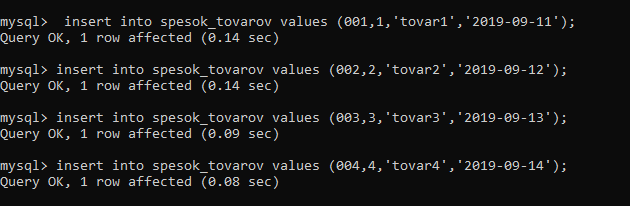 mysql>  insert into spesok_tovarov values (001,1,'tovar1','2019-09-11');
Query OK, 1 row affected (0.14 sec)
mysql> insert into spesok_tovarov values (002,2,'tovar2','2019-09-12');
Query OK, 1 row affected (0.14 sec)
mysql> insert into spesok_tovarov values (003,3,'tovar3','2019-09-13');
Query OK, 1 row affected (0.09 sec)
mysql> insert into spesok_tovarov values (004,4,'tovar4','2019-09-14');
Query OK, 1 row affected (0.08 sec)